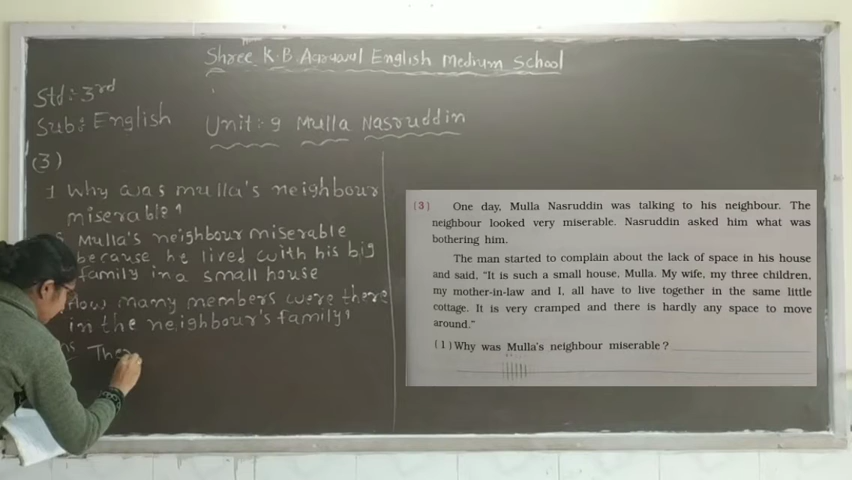 Shree K.B. Agrawal English Medium School
Std:- 3rd
Sub:- English
Unit:- 9 Mulla Nasruddin
(3)
1 Why was mulla's neighbour
miserable?
Mulla's neighbour miserable
because he lived with his big
family in a small house
How many members were there
in the neighbour's family?
ns Ther
[3] One day, Mulla Nasruddin was talking to his neighbour. The
neighbour looked very miserable. Nasruddin asked him what was
bothering him.
The man started to complain about the lack of space in his house
and said, "It is such a small house, Mulla. My wife, my three children,
my mother-in-law and I, all have to live together in the same little
cottage. It is very cramped and there is hardly any space to move
around."
(1) Why was Mulla's neighbour miserable?